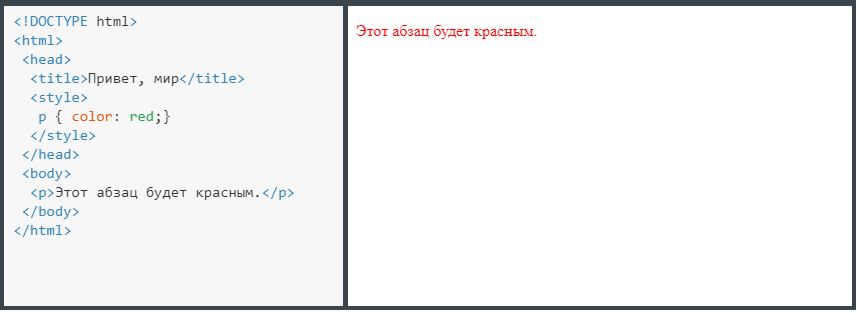 <!DOCTYPE html>
<html>
<head>
<title>Привет, мир</title>
<style>
p { color: red;}
</style>
</head>
<body>
<p>Этот абзац будет красным.</p>
</body>
</html>
Этот абзац будет красным.